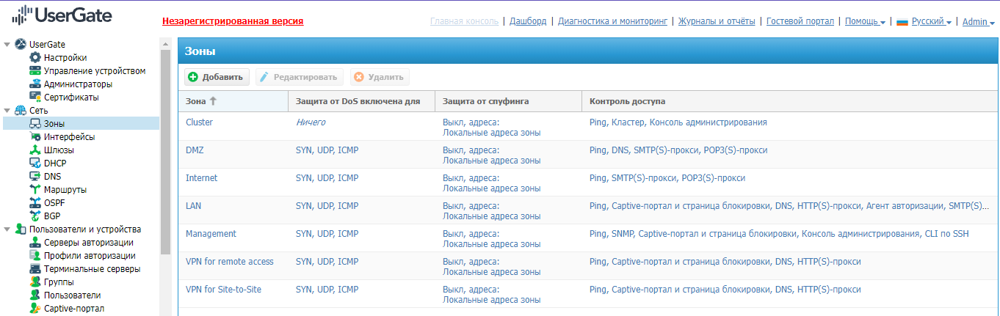 UserGate
Незарегистрированная версия
Главная консоль | Дашборд | Диагностика и мониторинг | Журналы и отчёты | Гостевой портал | Помощь | Русский | Admin
UserGate
Настройки
Управление устройством
Администраторы
Сертификаты
Сеть
Зоны
Интерфейсы
Шлюзы
DHCP
DNS
Маршруты
OSPF
BGP
Пользователи и устройства
Серверы авторизации
Профили авторизации
Терминальные серверы
Группы
Пользователи
Captive-портал
Зоны
Добавить Редактировать Удалить
Зона Защита от DoS включена для Защита от спуфинга Контроль доступа
Cluster Ничего Выкл, адреса: Ping, Кластер, Консоль администрирования
Локальные адреса зоны
DMZ SYN, UDP, ICMP Выкл, адреса: Ping, DNS, SMTP(S)-прокси, POP3(S)-прокси
Локальные адреса зоны
Internet SYN, UDP, ICMP Выкл, адреса: Ping, SMTP(S)-прокси, POP3(S)-прокси
Локальные адреса зоны
LAN SYN, UDP, ICMP Выкл, адреса: Ping, Captive-портал и страница блокировки, DNS, HTTP(S)-прокси, Агент авторизации, SMTP(S)...
Локальные адреса зоны
Management SYN, UDP, ICMP Выкл, адреса: Ping, SNMP, Captive-портал и страница блокировки, Консоль администрирования, CLI по SSH
Локальные адреса зоны
VPN for remote access SYN, UDP, ICMP Выкл, адреса: Ping, Captive-портал и страница блокировки, DNS, HTTP(S)-прокси
Локальные адреса зоны
VPN for Site-to-Site SYN, UDP, ICMP Выкл, адреса: Ping, Captive-портал и страница блокировки, DNS, HTTP(S)-прокси
Локальные адреса зоны